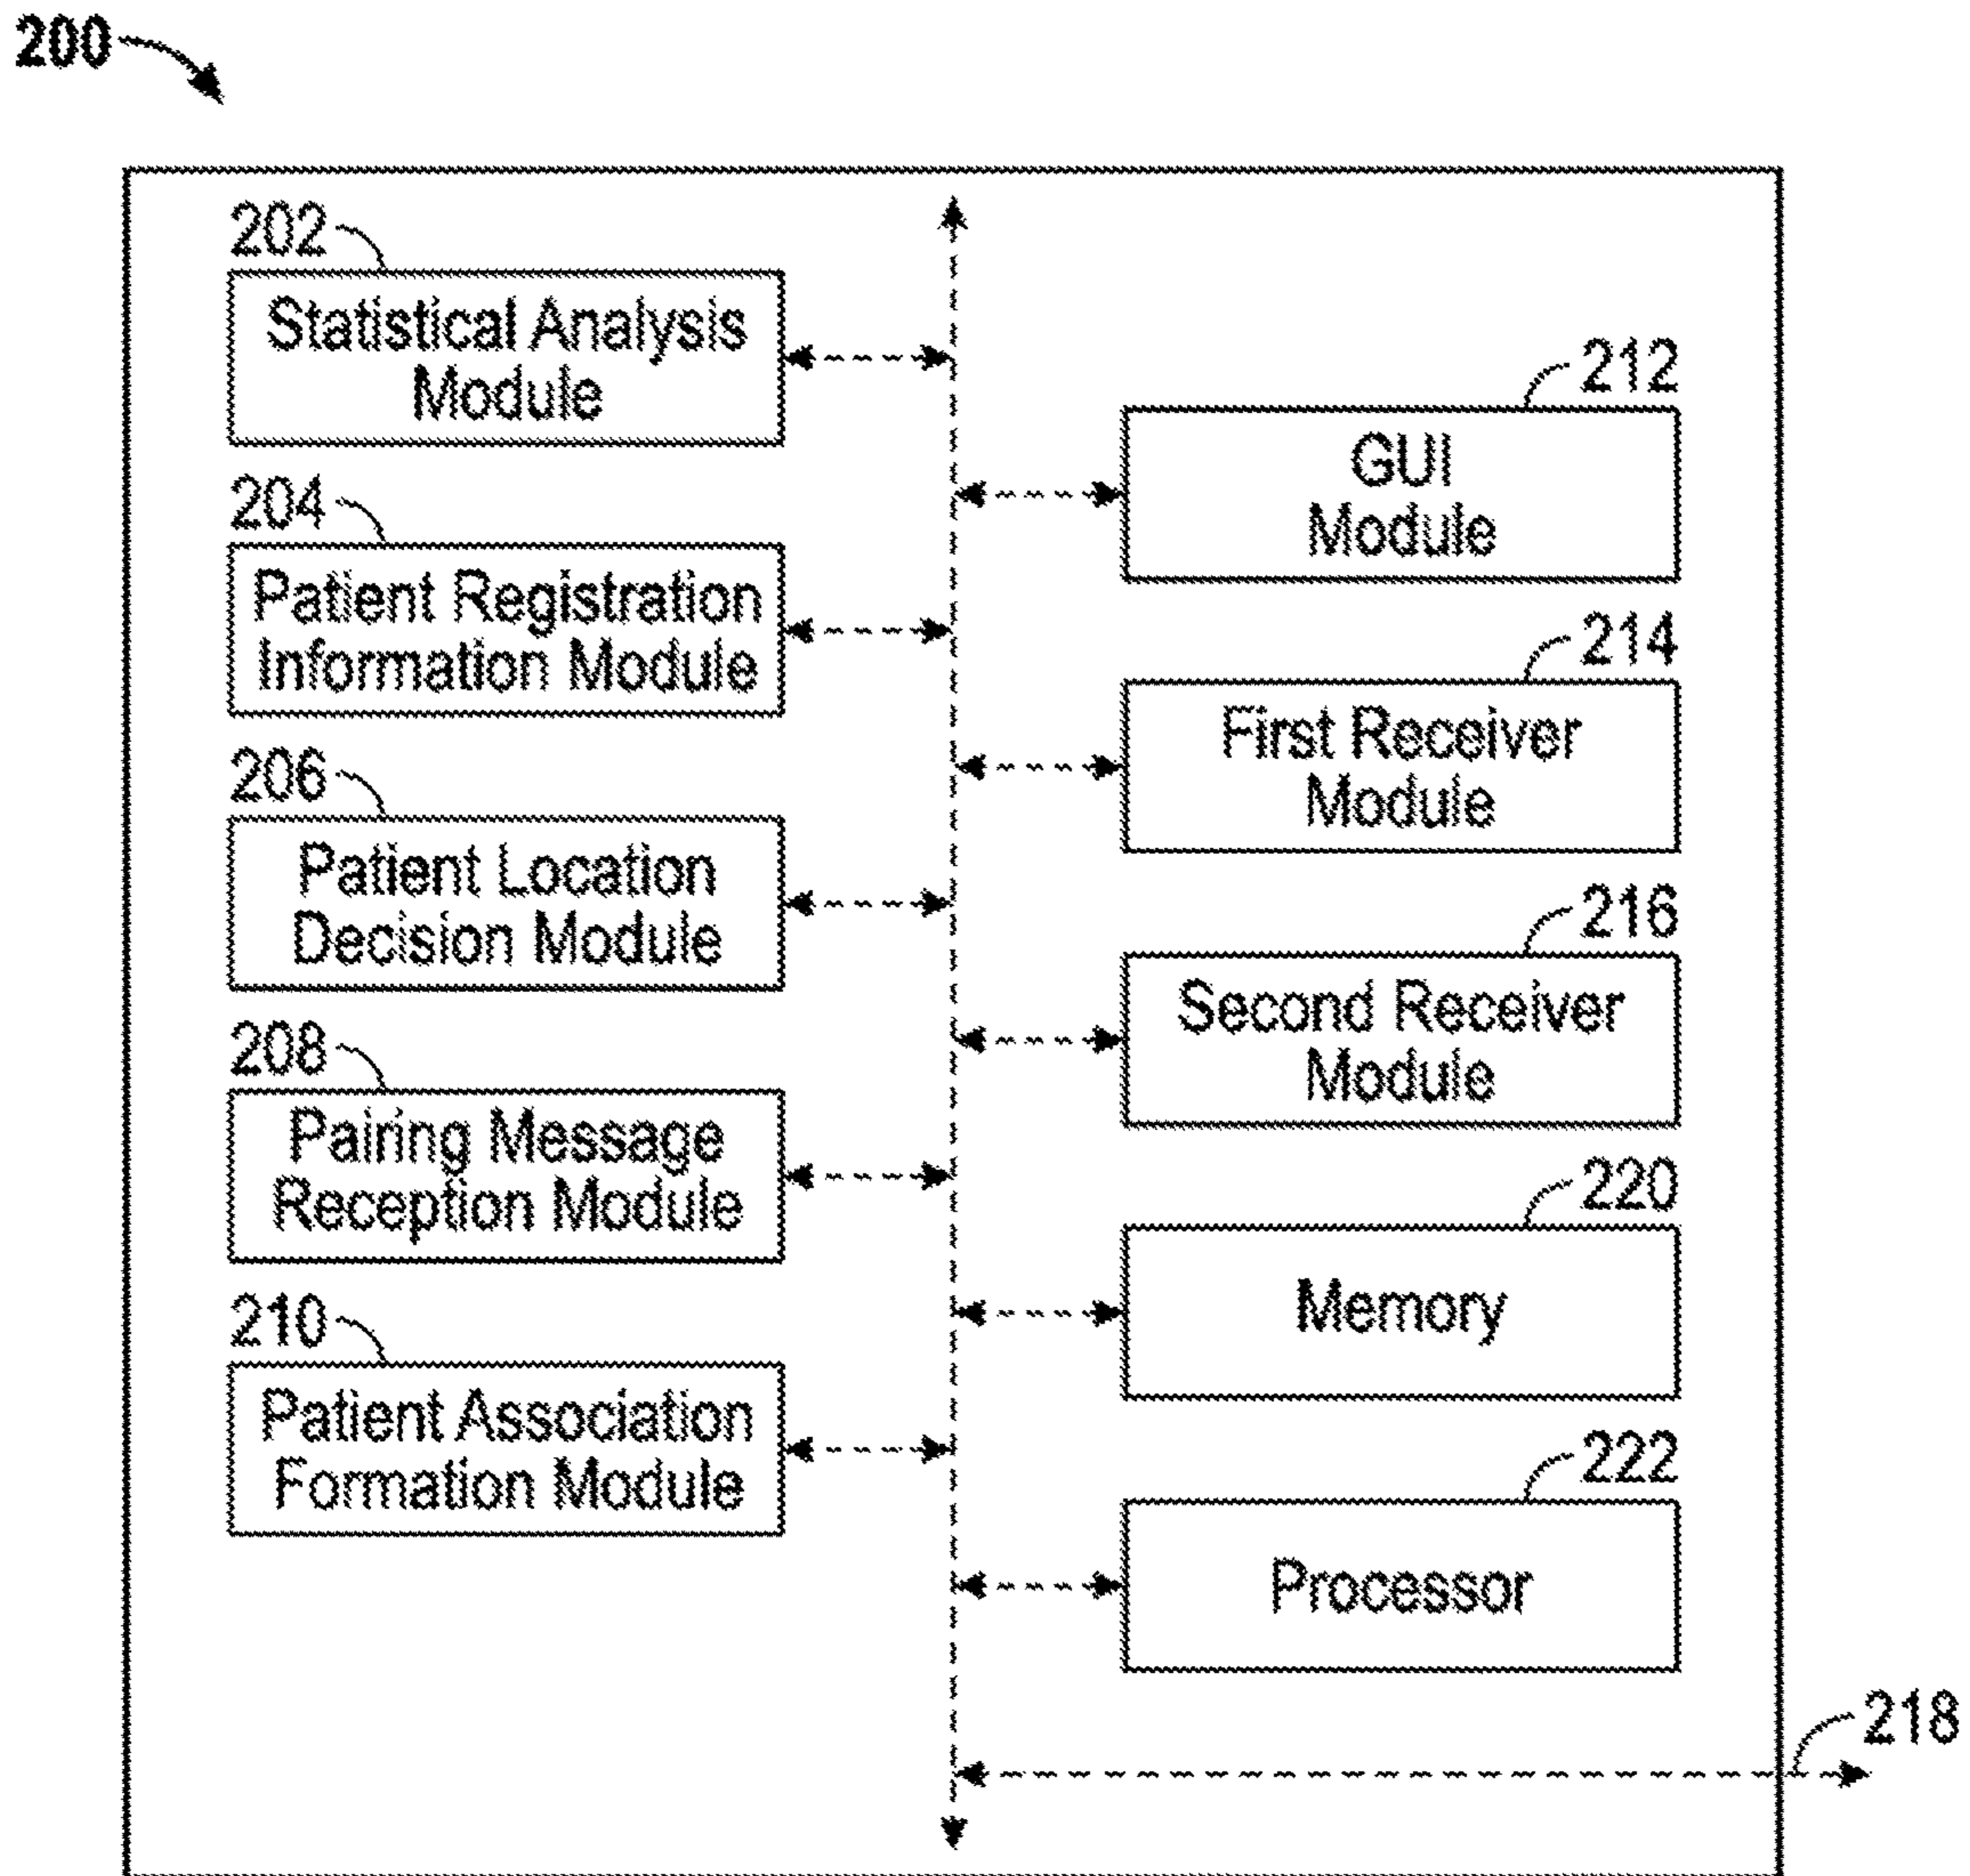 200
202
Statistical Analysis
Module
204
Patient Registration
Information Module
206
Patient Location
Decision Module
208
Pairing Message
Reception Module
210
Patient Association
Formation Module
212
GUI
Module
214
First Receiver
Module
216
Second Receiver
Module
220
Memory
222
Processor
218